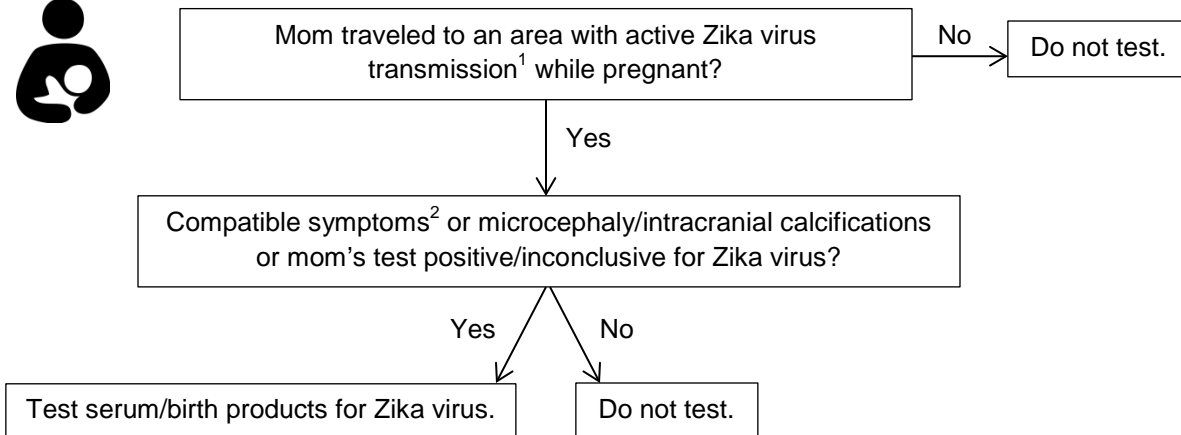 Mom traveled to an area with active Zika virus
transmission¹ while pregnant?
No
Do not test.
Yes
Compatible symptoms² or microcephaly/intracranial calcifications
or mom's test positive/inconclusive for Zika virus?
Yes
No
Test serum/birth products for Zika virus.
Do not test.